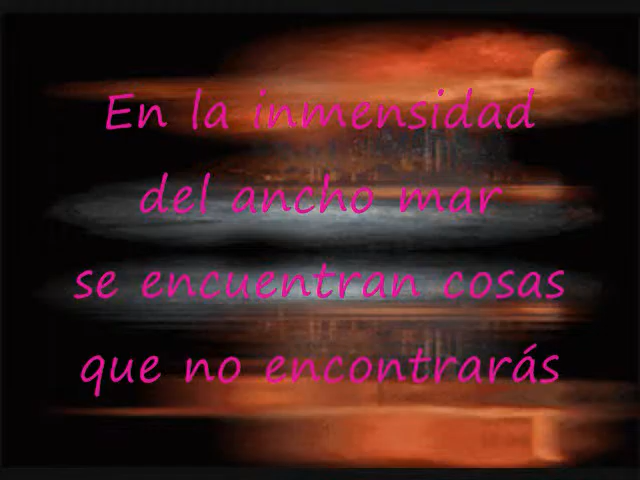 En la inmensidad
del ancho mar
se encuentran cosas
que no encontrarás